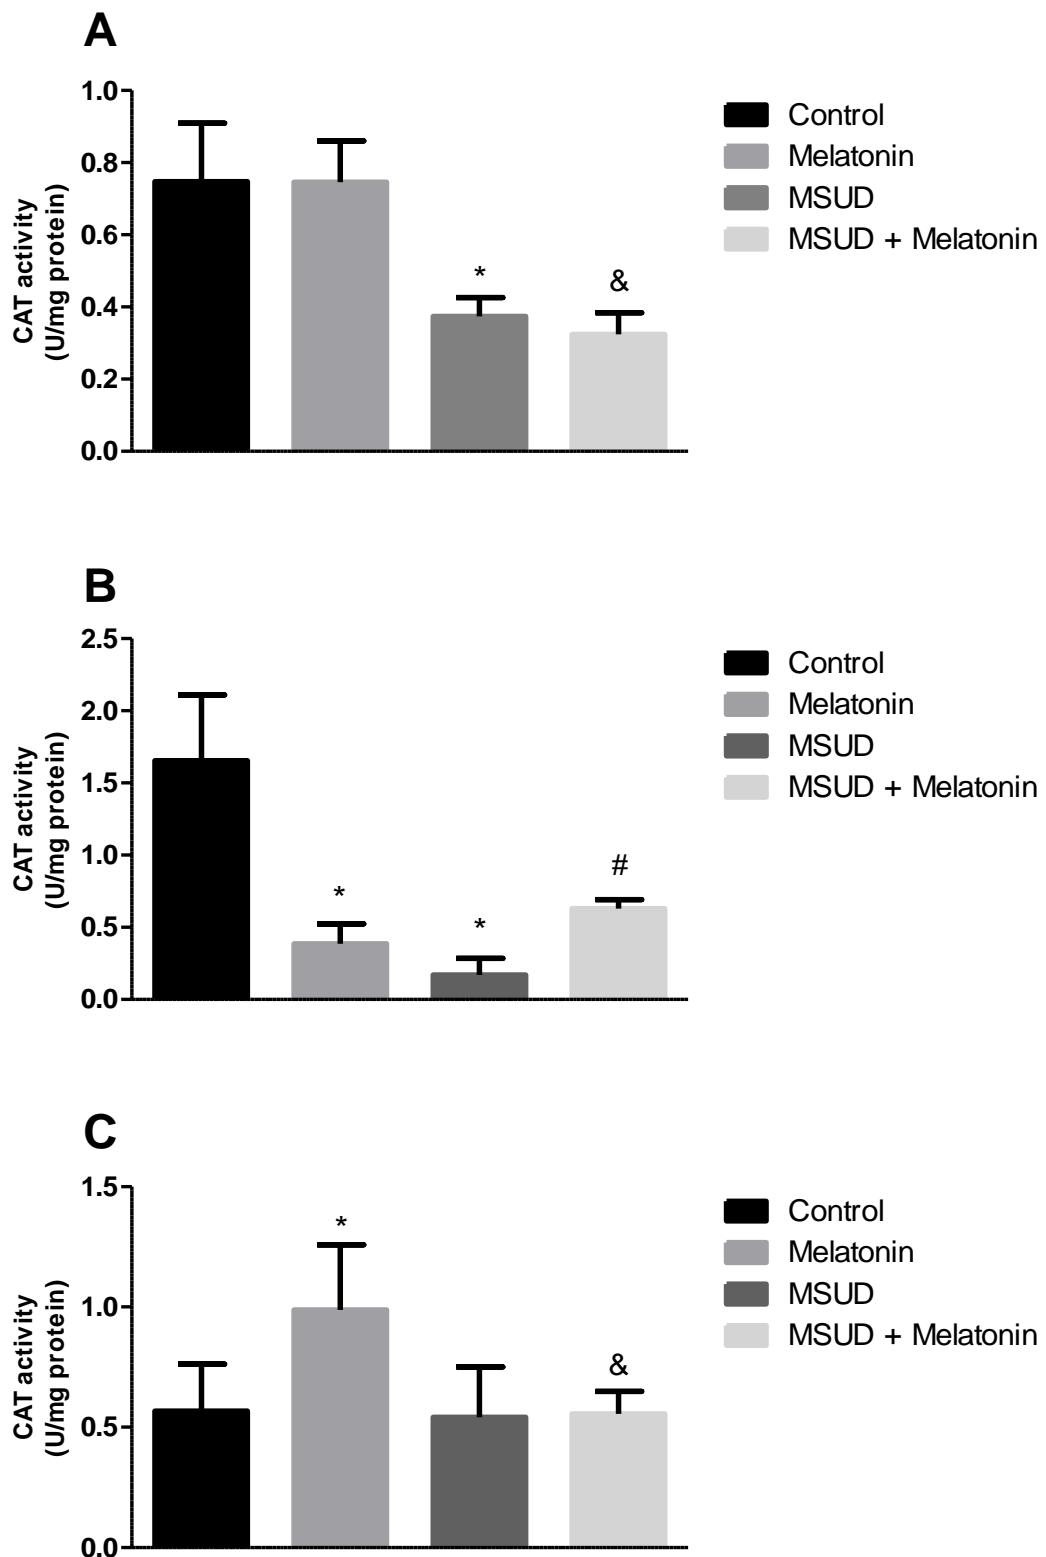 A
1.0
0.8
0.6
0.4
0.2
0.0
CAT activity
(U/mg protein)
*
&
Control
Melatonin
MSUD
MSUD + Melatonin
B
2.5
2.0
1.5
1.0
0.5
0.0
CAT activity
(U/mg protein)
*
*
#
Control
Melatonin
MSUD
MSUD + Melatonin
C
1.5
1.0
0.5
0.0
CAT activity
(U/mg protein)
*
&
Control
Melatonin
MSUD
MSUD + Melatonin